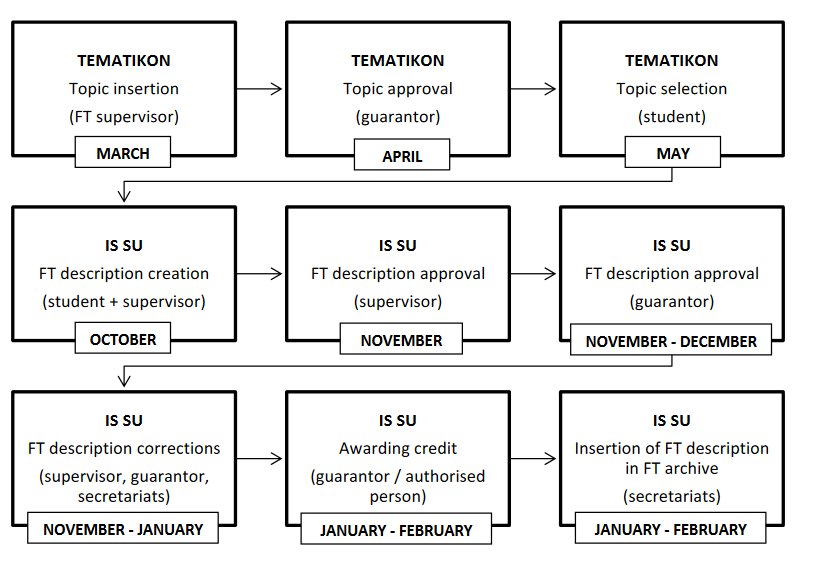 TEMATIKON
Topic insertion
(FT supervisor)
MARCH
TEMATIKON
Topic approval
(guarantor)
APRIL
TEMATIKON
Topic selection
(student)
MAY
IS SU
FT description creation
(student + supervisor)
OCTOBER
IS SU
FT description approval
(supervisor)
NOVEMBER
IS SU
FT description approval
(guarantor)
NOVEMBER - DECEMBER
IS SU
FT description corrections
(supervisor, guarantor,
secretariats)
NOVEMBER - JANUARY
IS SU
Awarding credit
(guarantor / authorised
person)
JANUARY - FEBRUARY
IS SU
Insertion of FT description
in FT archive
(secretariats)
JANUARY - FEBRUARY